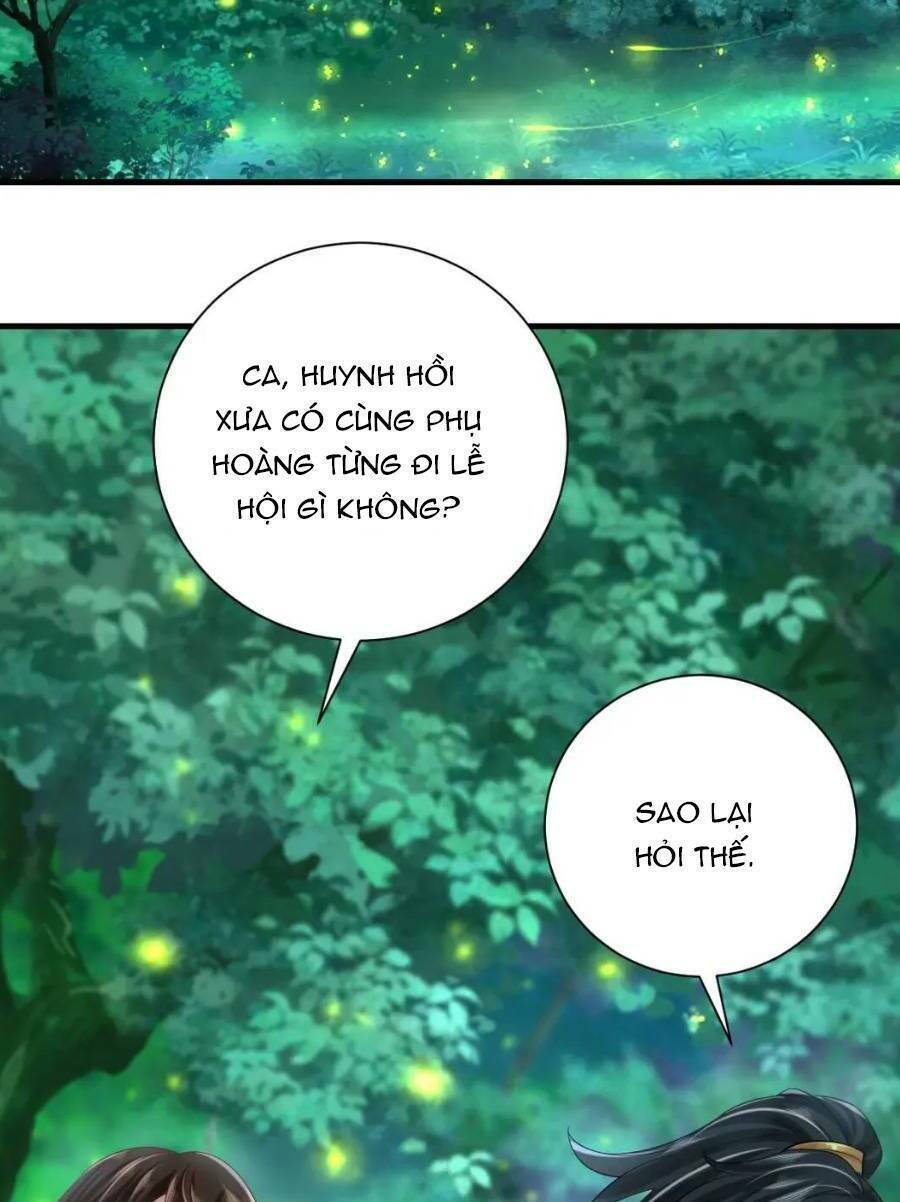 CA, HUYNH HỒI
XƯA CÓ CÙNG PHỤ
HOÀNG TỪNG ĐI LỄ
HỘI GÌ KHÔNG?
SAO LẠI
HỎI THẾ.